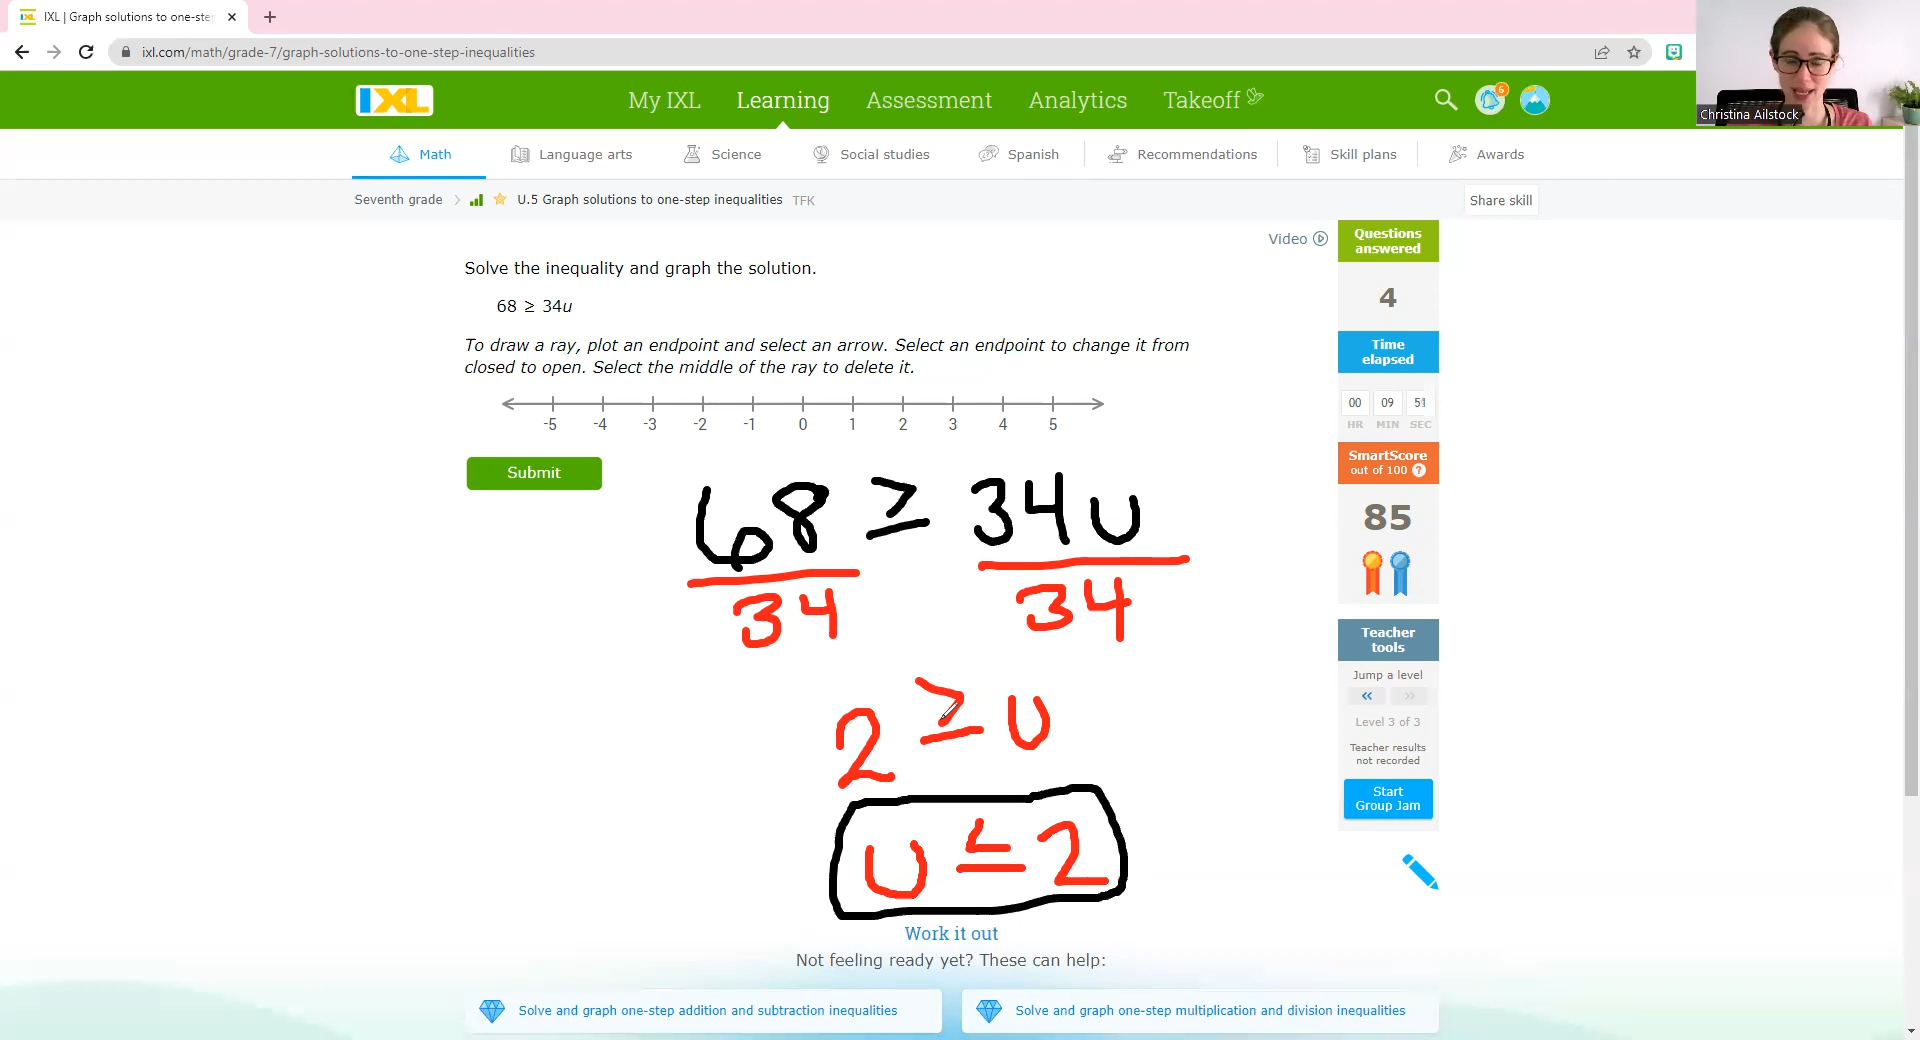 IXL | Graph solutions to one-step
ixl.com/math/grade-7/graph-solutions-to-one-step-inequalities
IXL
My IXL Learning Assessment Analytics Takeoff
6
Christina Ailstock
Math Language arts Science Social studies Spanish Recommendations Skill plans Awards
Seventh grade U.5 Graph solutions to one-step inequalities TFK
Share skill
Video
Solve the inequality and graph the solution.
68 ≥ 34u
To draw a ray, plot an endpoint and select an arrow. Select an endpoint to change it from
closed to open. Select the middle of the ray to delete it.
-5 -4 -3 -2 -1 0 1 2 3 4 5
Submit
68 ≥ 34u
34 34
2 ≥ u
u ≤ 2
Questions
answered
4
Time
elapsed
00 09 51
HR MIN SEC
SmartScore
out of 100 ?
85
Teacher
tools
Jump a level
Level 3 of 3
Teacher results
not recorded
Start
Group Jam
Work it out
Not feeling ready yet? These can help:
Solve and graph one-step addition and subtraction inequalities
Solve and graph one-step multiplication and division inequalities